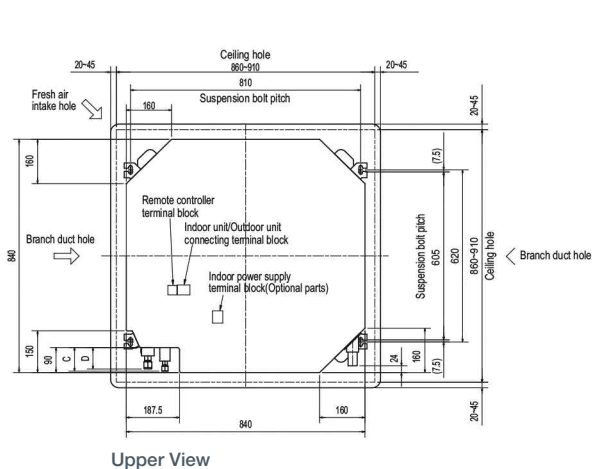 Ceiling hole
20~45
860~910
20~45
810
Suspension bolt pitch
Fresh air
intake hole
160
20~45
160
(7.5)
Remote controller
terminal block
Indoor unit/Outdoor unit
connecting terminal block
Branch duct hole
840
Indoor power supply
terminal block(Optional parts)
Suspension bolt pitch
605
620
860~910
Ceiling hole
Branch duct hole
150
90
C
D
24
160
(7.5)
187.5
160
20~45
840
Upper View